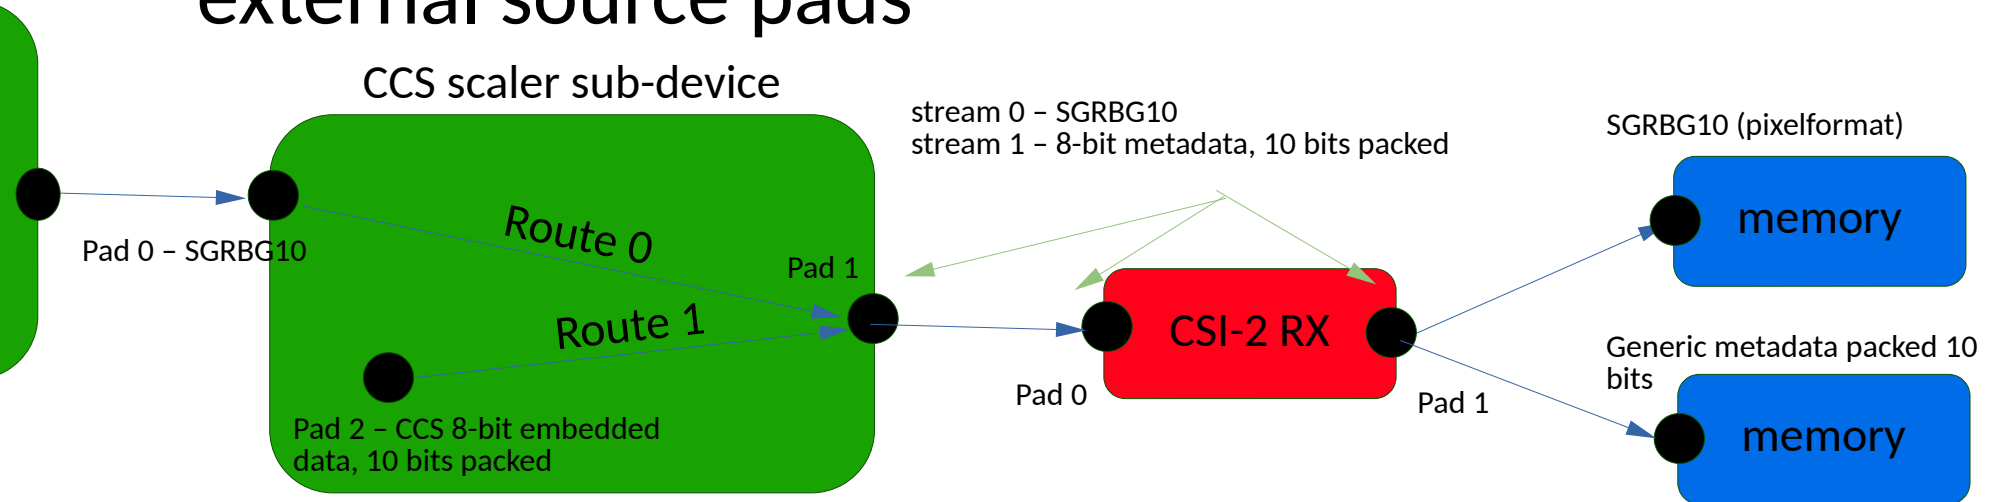 external source pads
CCS scaler sub-device
stream 0 – SGRBG10
stream 1 – 8-bit metadata, 10 bits packed
SGRBG10 (pixelformat)
memory
Route 0
Pad 0 – SGRBG10
Pad 1
Route 1
CSI-2 RX
Generic metadata packed 10
bits
Pad 0
Pad 1
Pad 2 – CCS 8-bit embedded
data, 10 bits packed
memory